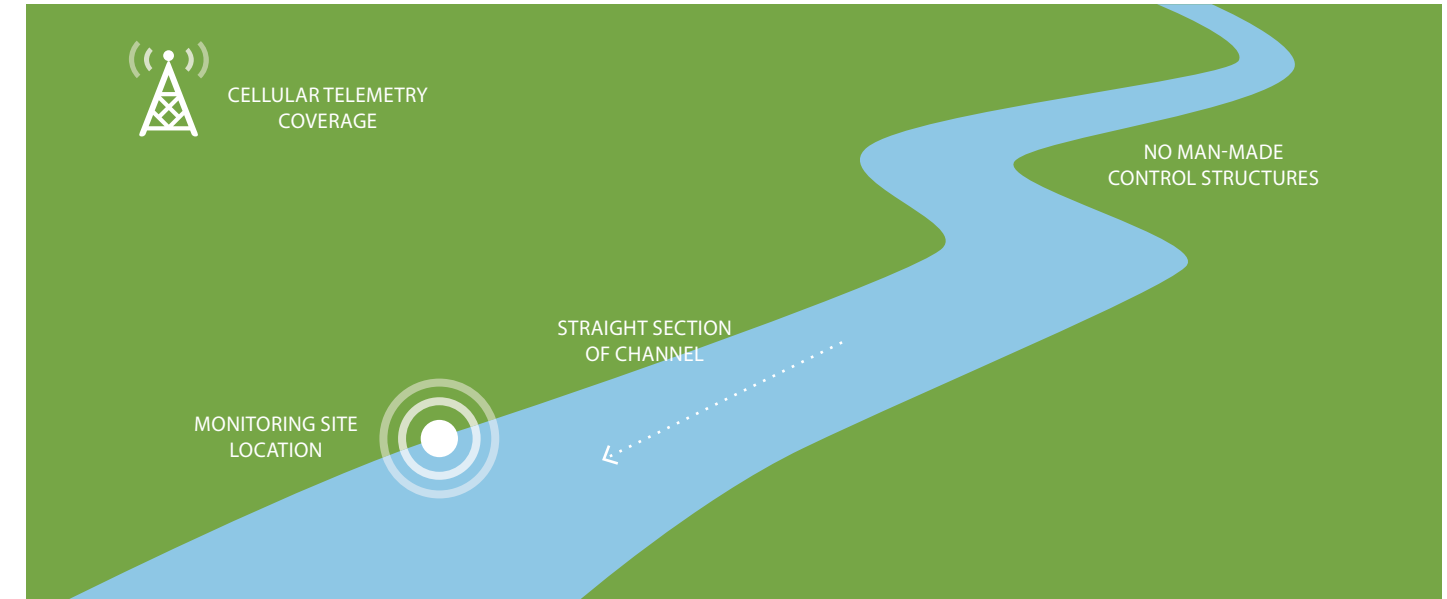 CELLULAR TELEMETRY
COVERAGE
NO MAN-MADE
CONTROL STRUCTURES
STRAIGHT SECTION
OF CHANNEL
MONITORING SITE
LOCATION